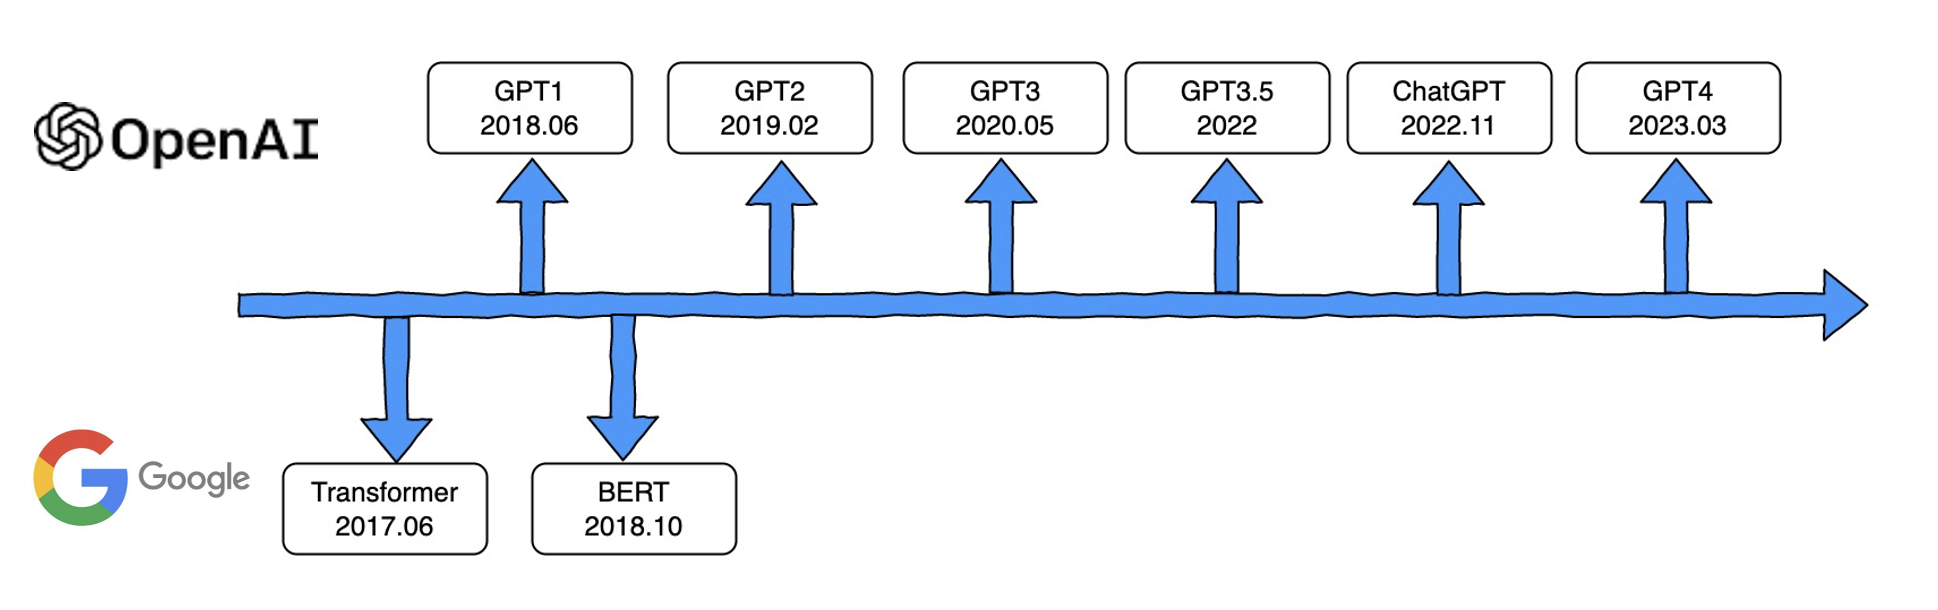 OpenAI
GPT1
2018.06
GPT2
2019.02
GPT3
2020.05
GPT3.5
2022
ChatGPT
2022.11
GPT4
2023.03
Google
Transformer
2017.06
BERT
2018.10